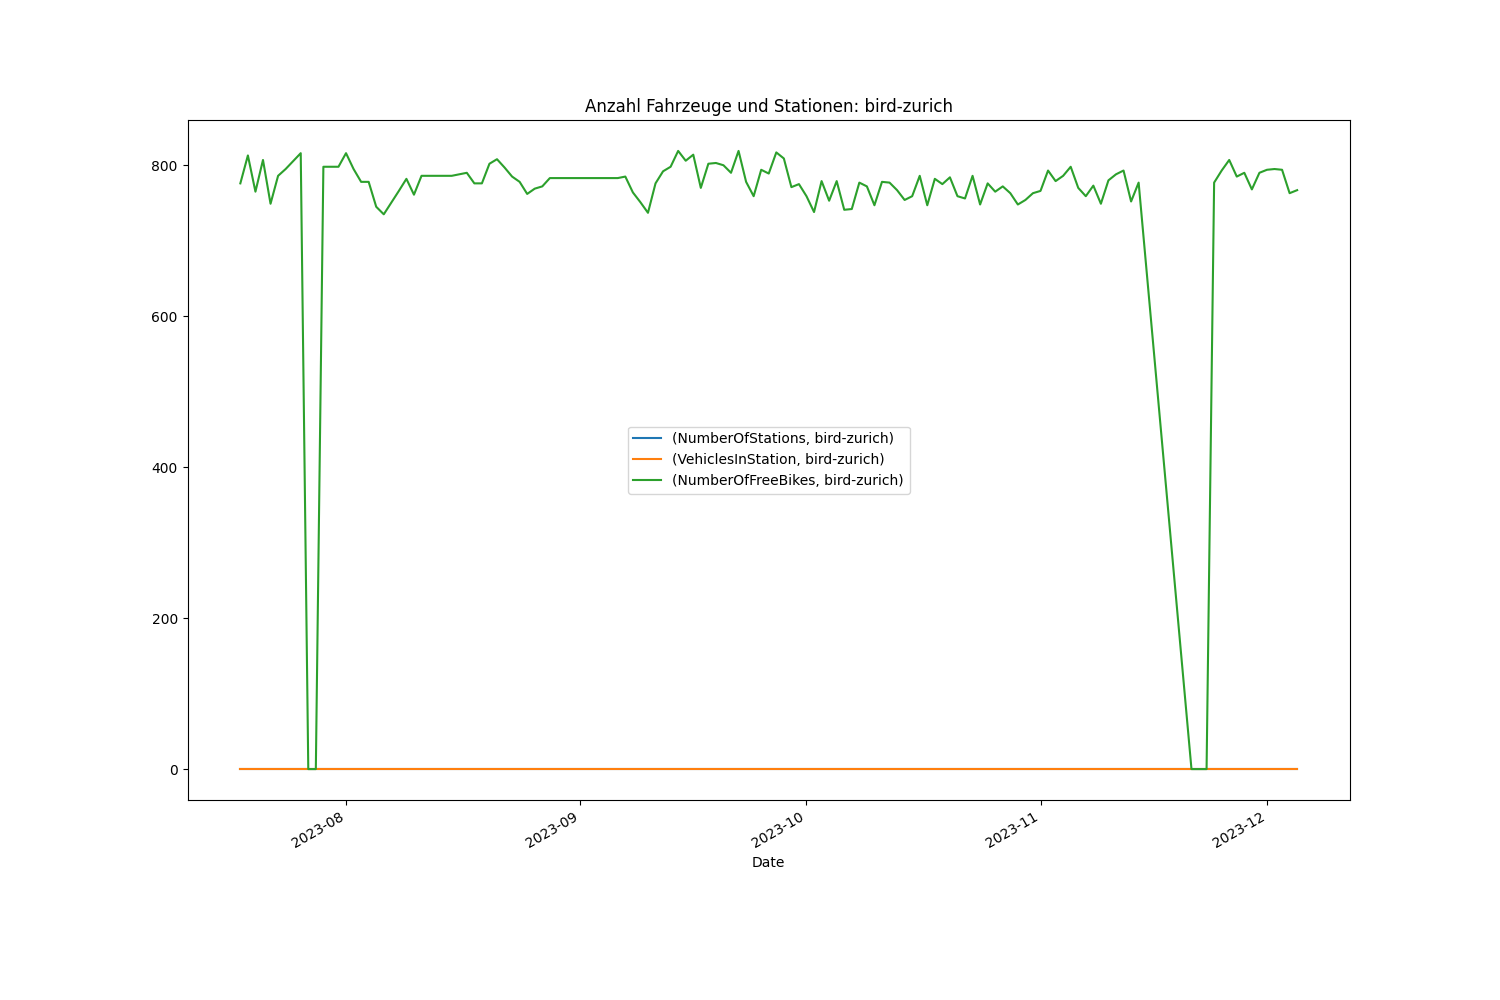 Anzahl Fahrzeuge und Stationen: bird-zurich
800
600
400
200
0
(NumberOfStations, bird-zurich)
(VehiclesInStation, bird-zurich)
(NumberOfFreeBikes, bird-zurich)
2023-08
2023-09
2023-10
2023-11
2023-12
Date